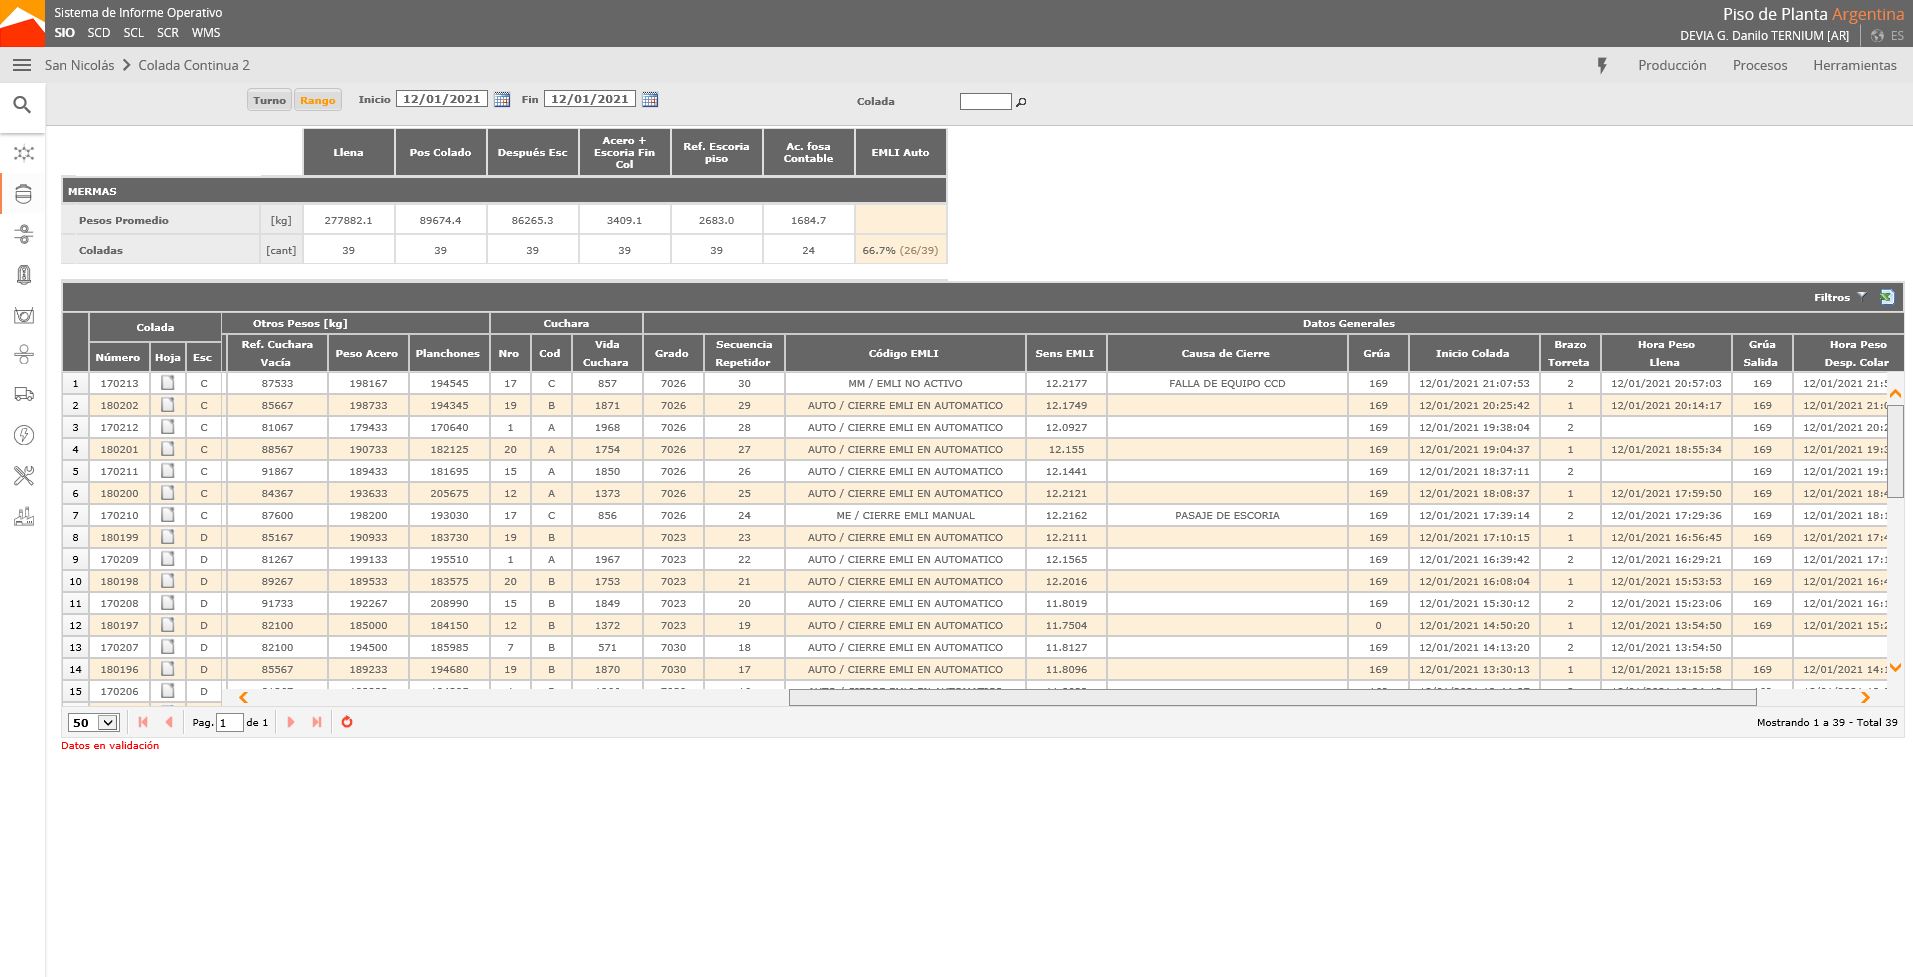 Sistema de Informe Operativo
SIO SCD SCL SCR WMS
Piso de Planta Argentina
DEVIA G. Danilo TERNIUM [AR] ES
San Nicolás Colada Continua 2
Producción Procesos Herramientas
Turno Rango Inicio 12/01/2021 Fin 12/01/2021 Colada
Llena Pos Colado Después Esc Acero + Escoria Fin Col Ref. Escoria piso Ac. fosa Contable EMLI Auto
MERMAS
Pesos Promedio [kg] 277882.1 89674.4 86265.3 3409.1 2683.0 1684.7
Coladas [cant] 39 39 39 39 39 24 66.7% (26/39)
Filtros
Colada Otros Pesos [kg] Cuchara Datos Generales
Número Hoja Esc Ref. Cuchara Vacía Peso Acero Planchones Nro Cod Vida Cuchara Grado Secuencia Repetidor Código EMLI Sens EMLI Causa de Cierre Grúa Inicio Colada Brazo Torreta Hora Peso Llena Grúa Salida Hora Peso Desp. Colar
1 170213 C 87533 198167 194545 17 C 857 7026 30 MM / EMLI NO ACTIVO 12.2177 FALLA DE EQUIPO CCD 169 12/01/2021 21:07:53 2 12/01/2021 20:57:03 169 12/01/2021 21:5
2 180202 C 85667 198733 194345 19 B 1871 7026 29 AUTO / CIERRE EMLI EN AUTOMATICO 12.1749 169 12/01/2021 20:25:42 1 12/01/2021 20:14:17 169 12/01/2021 21:0
3 170212 C 81067 179433 170640 1 A 1968 7026 28 AUTO / CIERRE EMLI EN AUTOMATICO 12.0927 169 12/01/2021 19:38:04 2 169 12/01/2021 20:2
4 180201 C 88567 190733 182125 20 A 1754 7026 27 AUTO / CIERRE EMLI EN AUTOMATICO 12.155 169 12/01/2021 19:04:37 1 12/01/2021 18:55:34 169 12/01/2021 19:3
5 170211 C 91867 189433 181695 15 A 1850 7026 26 AUTO / CIERRE EMLI EN AUTOMATICO 12.1441 169 12/01/2021 18:37:11 2 169 12/01/2021 19:1
6 180200 C 84367 193633 205675 12 A 1373 7026 25 AUTO / CIERRE EMLI EN AUTOMATICO 12.2121 169 12/01/2021 18:08:37 1 12/01/2021 17:59:50 169 12/01/2021 18:4
7 170210 C 87600 198200 193030 17 C 856 7026 24 ME / CIERRE EMLI MANUAL 12.2162 PASAJE DE ESCORIA 169 12/01/2021 17:39:14 2 12/01/2021 17:29:36 169 12/01/2021 18:1
8 180199 D 85167 190933 183730 19 B 7023 23 AUTO / CIERRE EMLI EN AUTOMATICO 12.2111 169 12/01/2021 17:10:15 1 12/01/2021 16:56:45 169 12/01/2021 17:4
9 170209 D 81267 199133 195510 1 A 1967 7023 22 AUTO / CIERRE EMLI EN AUTOMATICO 12.1565 169 12/01/2021 16:39:42 2 12/01/2021 16:29:21 169 12/01/2021 17:1
10 180198 D 89267 189533 183575 20 B 1753 7023 21 AUTO / CIERRE EMLI EN AUTOMATICO 12.2016 169 12/01/2021 16:08:04 1 12/01/2021 15:53:53 169 12/01/2021 16:4
11 170208 D 91733 192267 208990 15 B 1849 7023 20 AUTO / CIERRE EMLI EN AUTOMATICO 11.8019 169 12/01/2021 15:30:12 2 12/01/2021 15:23:06 169 12/01/2021 16:1
12 180197 D 82100 185000 184150 12 B 1372 7023 19 AUTO / CIERRE EMLI EN AUTOMATICO 11.7504 0 12/01/2021 14:50:20 1 12/01/2021 13:54:50 169 12/01/2021 15:2
13 170207 D 82100 194500 185985 7 B 571 7030 18 AUTO / CIERRE EMLI EN AUTOMATICO 11.8127 169 12/01/2021 14:13:20 2 12/01/2021 13:54:50
14 180196 D 85567 189233 194680 19 B 1870 7030 17 AUTO / CIERRE EMLI EN AUTOMATICO 11.8096 169 12/01/2021 13:30:13 1 12/01/2021 13:15:58 169 12/01/2021 14:1
15 170206 D
50 Pag. 1 de 1 Mostrando 1 a 39 - Total 39
Datos en validación